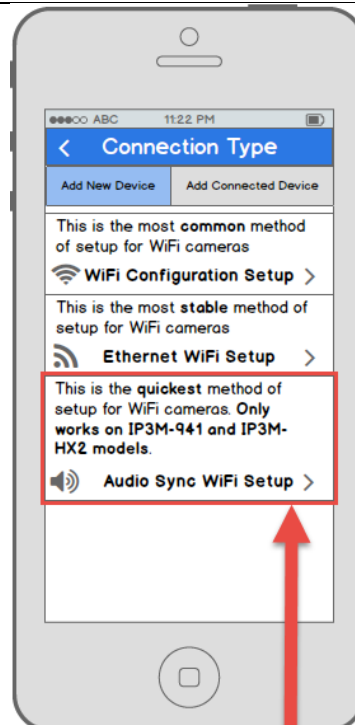 ABC 11:22 PM
< Connection Type
Add New Device Add Connected Device
This is the most common method
of setup for WiFi cameras
WiFi Configuration Setup >
This is the most stable method of
setup for WiFi cameras
Ethernet WiFi Setup >
This is the quickest method of
setup for WiFi cameras. Only
works on IP3M-941 and IP3M-
HX2 models.
Audio Sync WiFi Setup >